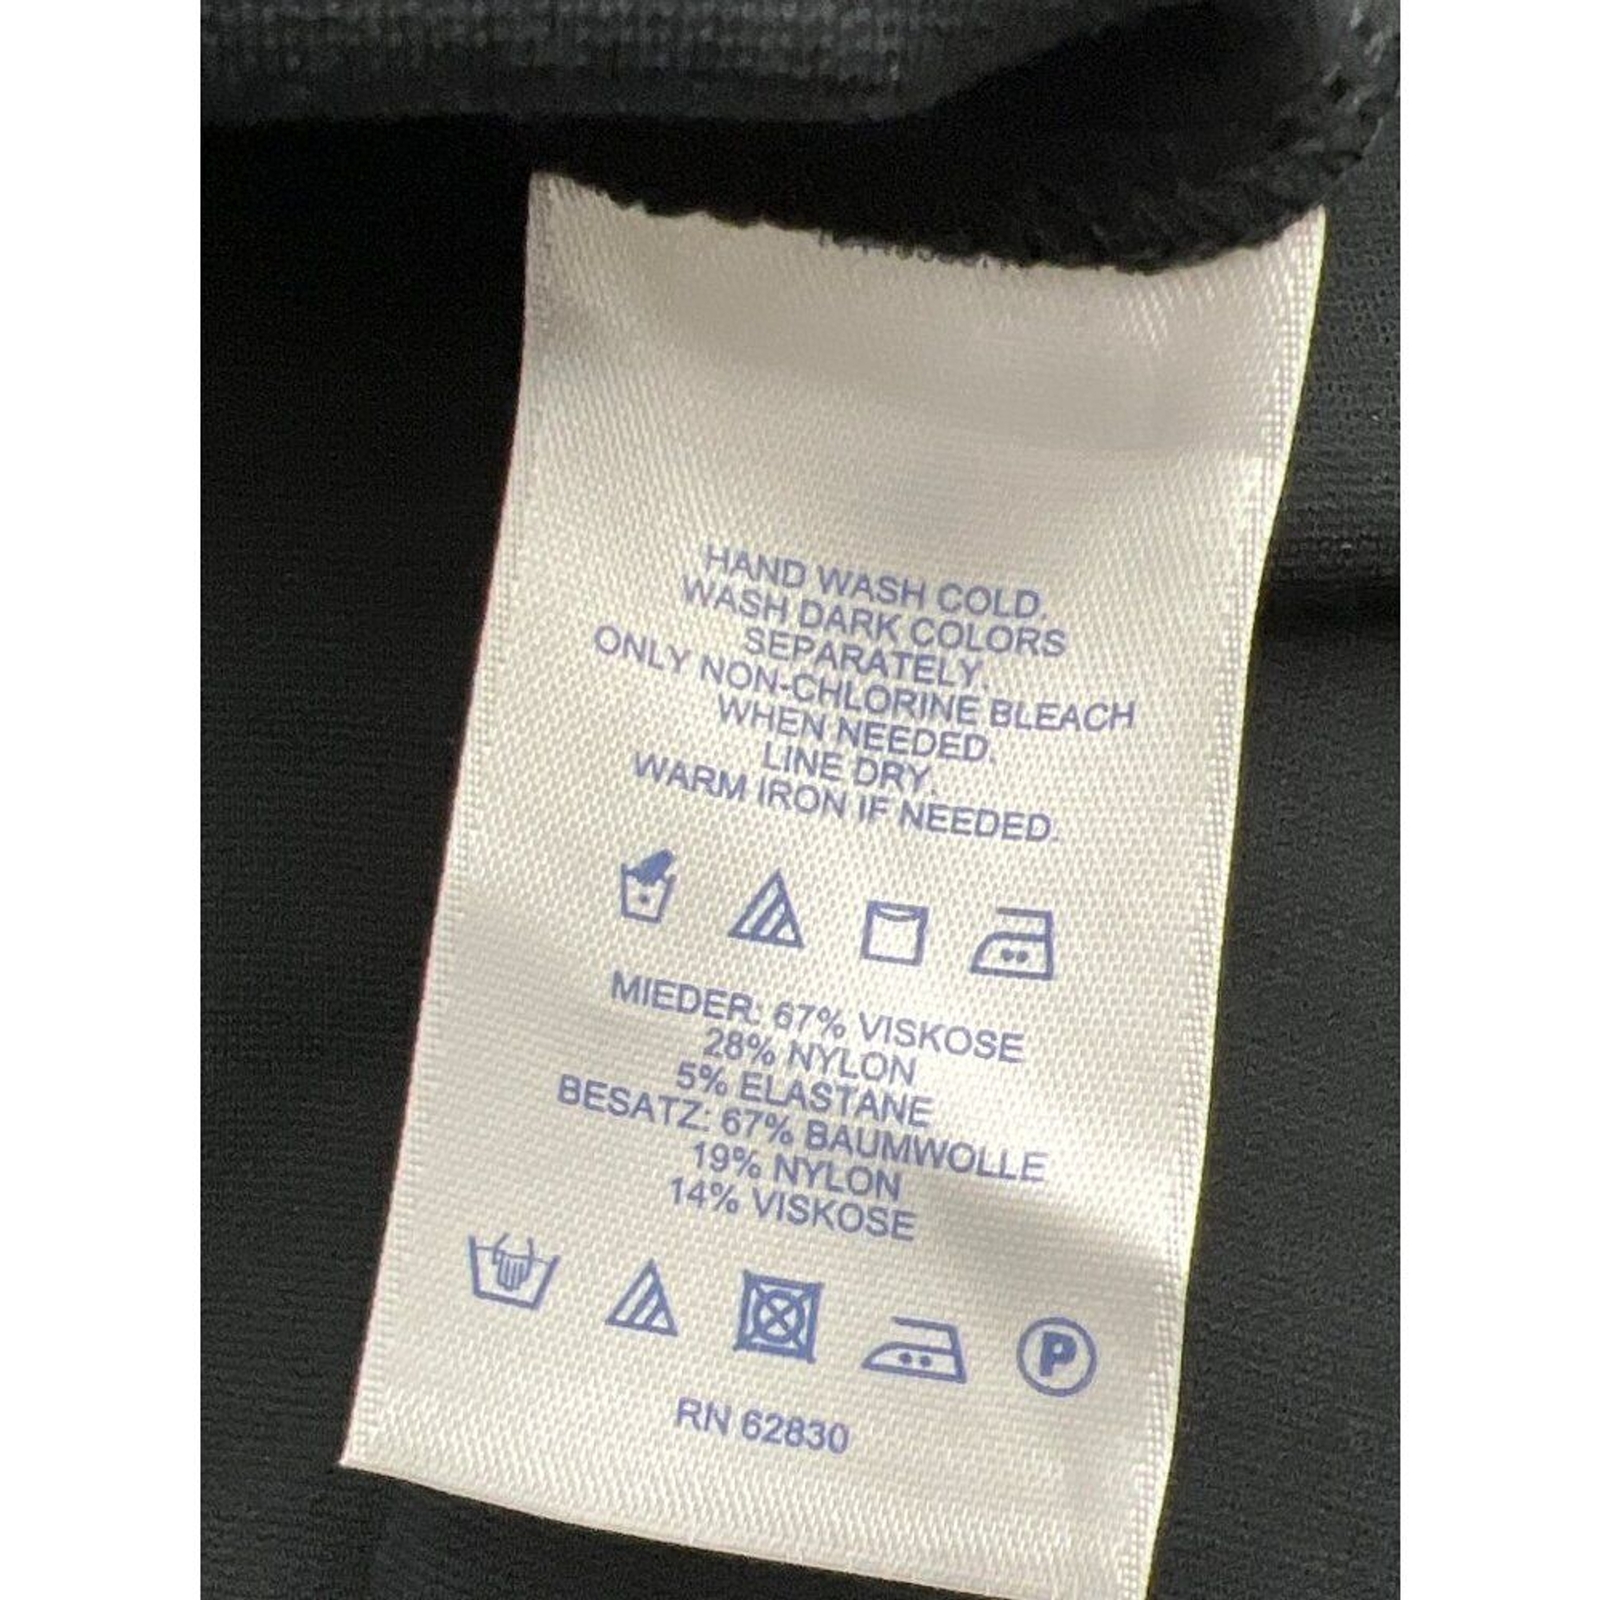 HAND WASH COLD.
WASH DARK COLORS
SEPARATELY.
ONLY NON-CHLORINE BLEACH
WHEN NEEDED.
LINE DRY.
WARM IRON IF NEEDED.
MIEDER: 67% VISKOSE
28% NYLON
5% ELASTANE
BESATZ: 67% BAUMWOLLE
19% NYLON
14% VISKOSE
P
RN 62830